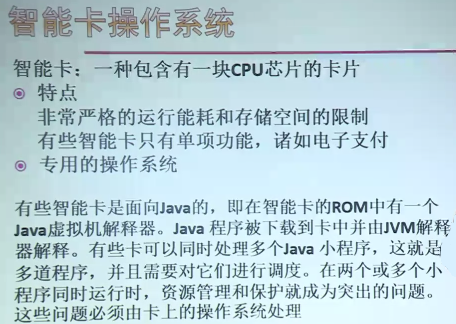 智能卡操作系统
智能卡：一种包含有一块CPU芯片的卡片
特点
非常严格的运行能耗和存储空间的限制
有些智能卡只有单项功能，诸如电子支付
专用的操作系统
有些智能卡是面向Java的，即在智能卡的ROM中有一个
Java虚拟机解释器。Java 程序被下载到卡中并由JVM解释
器解释。有些卡可以同时处理多个Java 小程序，这就是
多道程序，并且需要对它们进行调度。在两个或多个小
程序同时运行时，资源管理和保护就成为突出的问题。
这些问题必须由卡上的操作系统处理